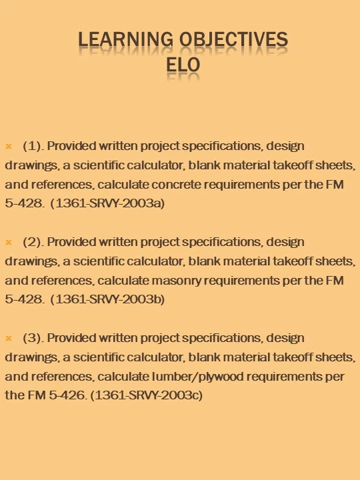 LEARNING OBJECTIVES
ELO
(1). Provided written project specifications, design
drawings, a scientific calculator, blank material takeoff sheets,
and references, calculate concrete requirements per the FM
5-428. (1361-SRVY-2003a)
(2). Provided written project specifications, design
drawings, a scientific calculator, blank material takeoff sheets,
and references, calculate masonry requirements per the FM
5-428. (1361-SRVY-2003b)
(3). Provided written project specifications, design
drawings, a scientific calculator, blank material takeoff sheets,
and references, calculate lumber/plywood requirements per
the FM 5-426. (1361-SRVY-2003c)